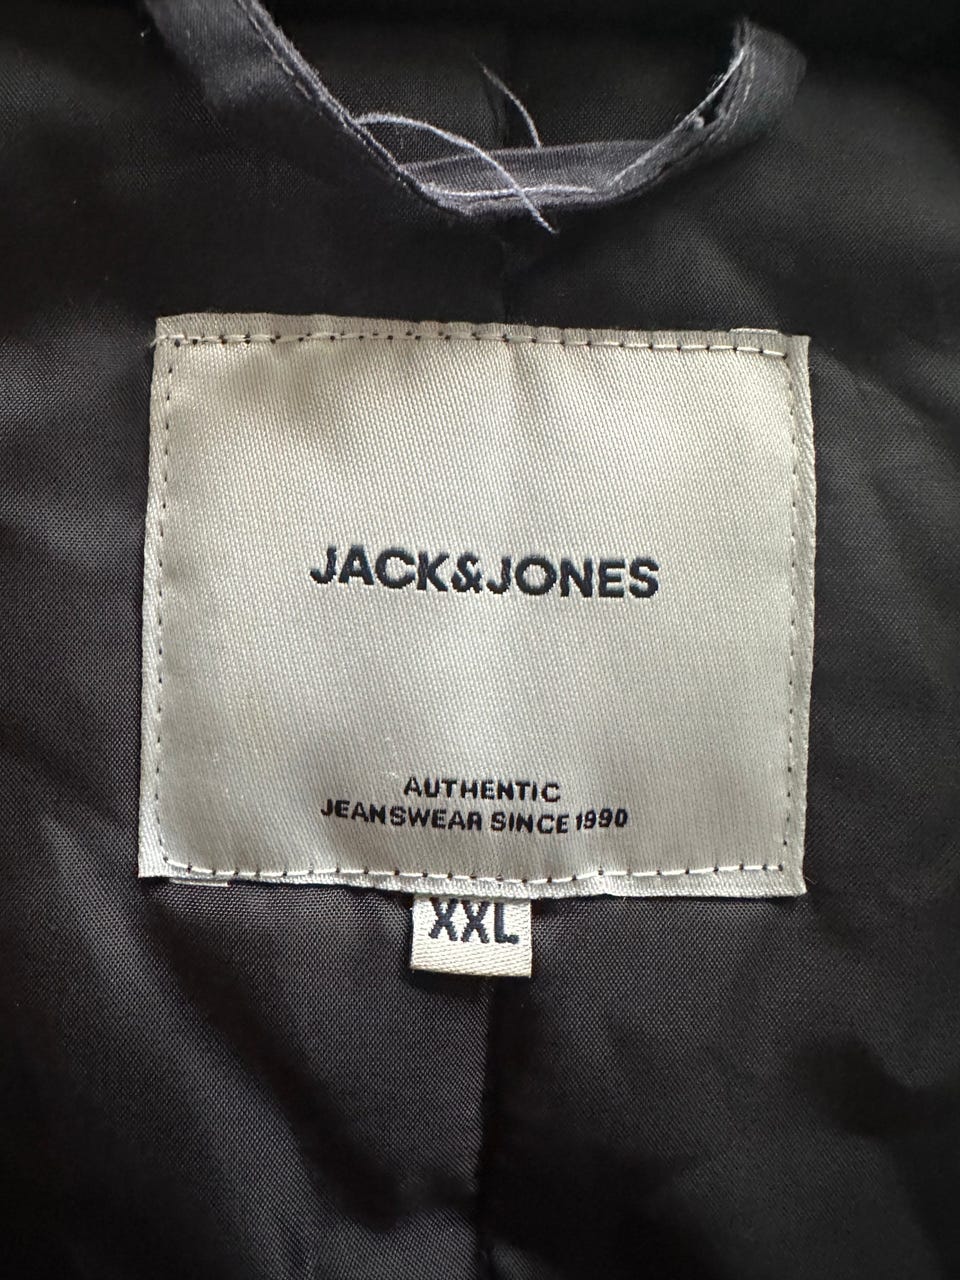 JACK&JONES
AUTHENTIC
JEANSWEAR SINCE 1990
XXL